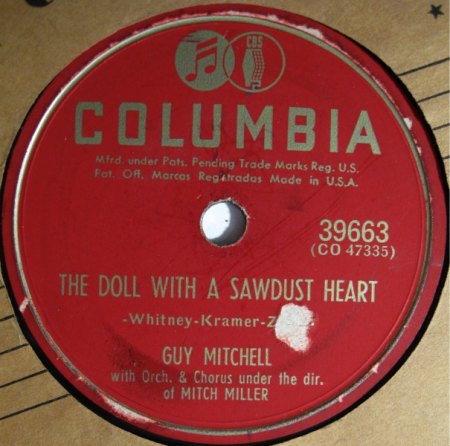 CBS
COLUMBIA
Mfrd. under Pats. Pending Trade Marks Reg. U.S.
Pat. Off. Marcas Registradas Made in U.S.A.
39663
(CO 47335)
THE DOLL WITH A SAWDUST HEART
-Whitney-Kramer-
GUY MITCHELL
with Orch. & Chorus under the dir.
of MITCH MILLER